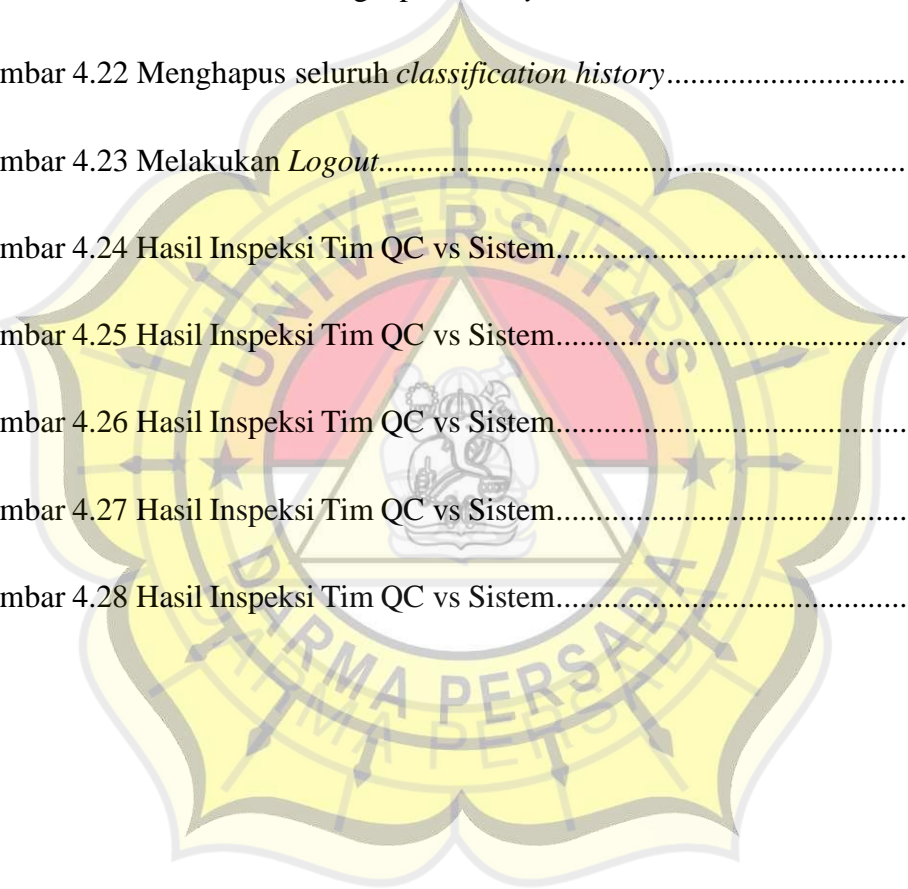 mbar 4.22 Menghapus seluruh classification history.............................
mbar 4.23 Melakukan Logout.................................................................
mbar 4.24 Hasil Inspeksi Tim QC vs Sistem..........................................
mbar 4.25 Hasil Inspeksi Tim QC vs Sistem..........................................
mbar 4.26 Hasil Inspeksi Tim QC vs Sistem..........................................
mbar 4.27 Hasil Inspeksi Tim QC vs Sistem..........................................
mbar 4.28 Hasil Inspeksi Tim QC vs Sistem..........................................
UNIVERSITAS
DARMA PERSADA